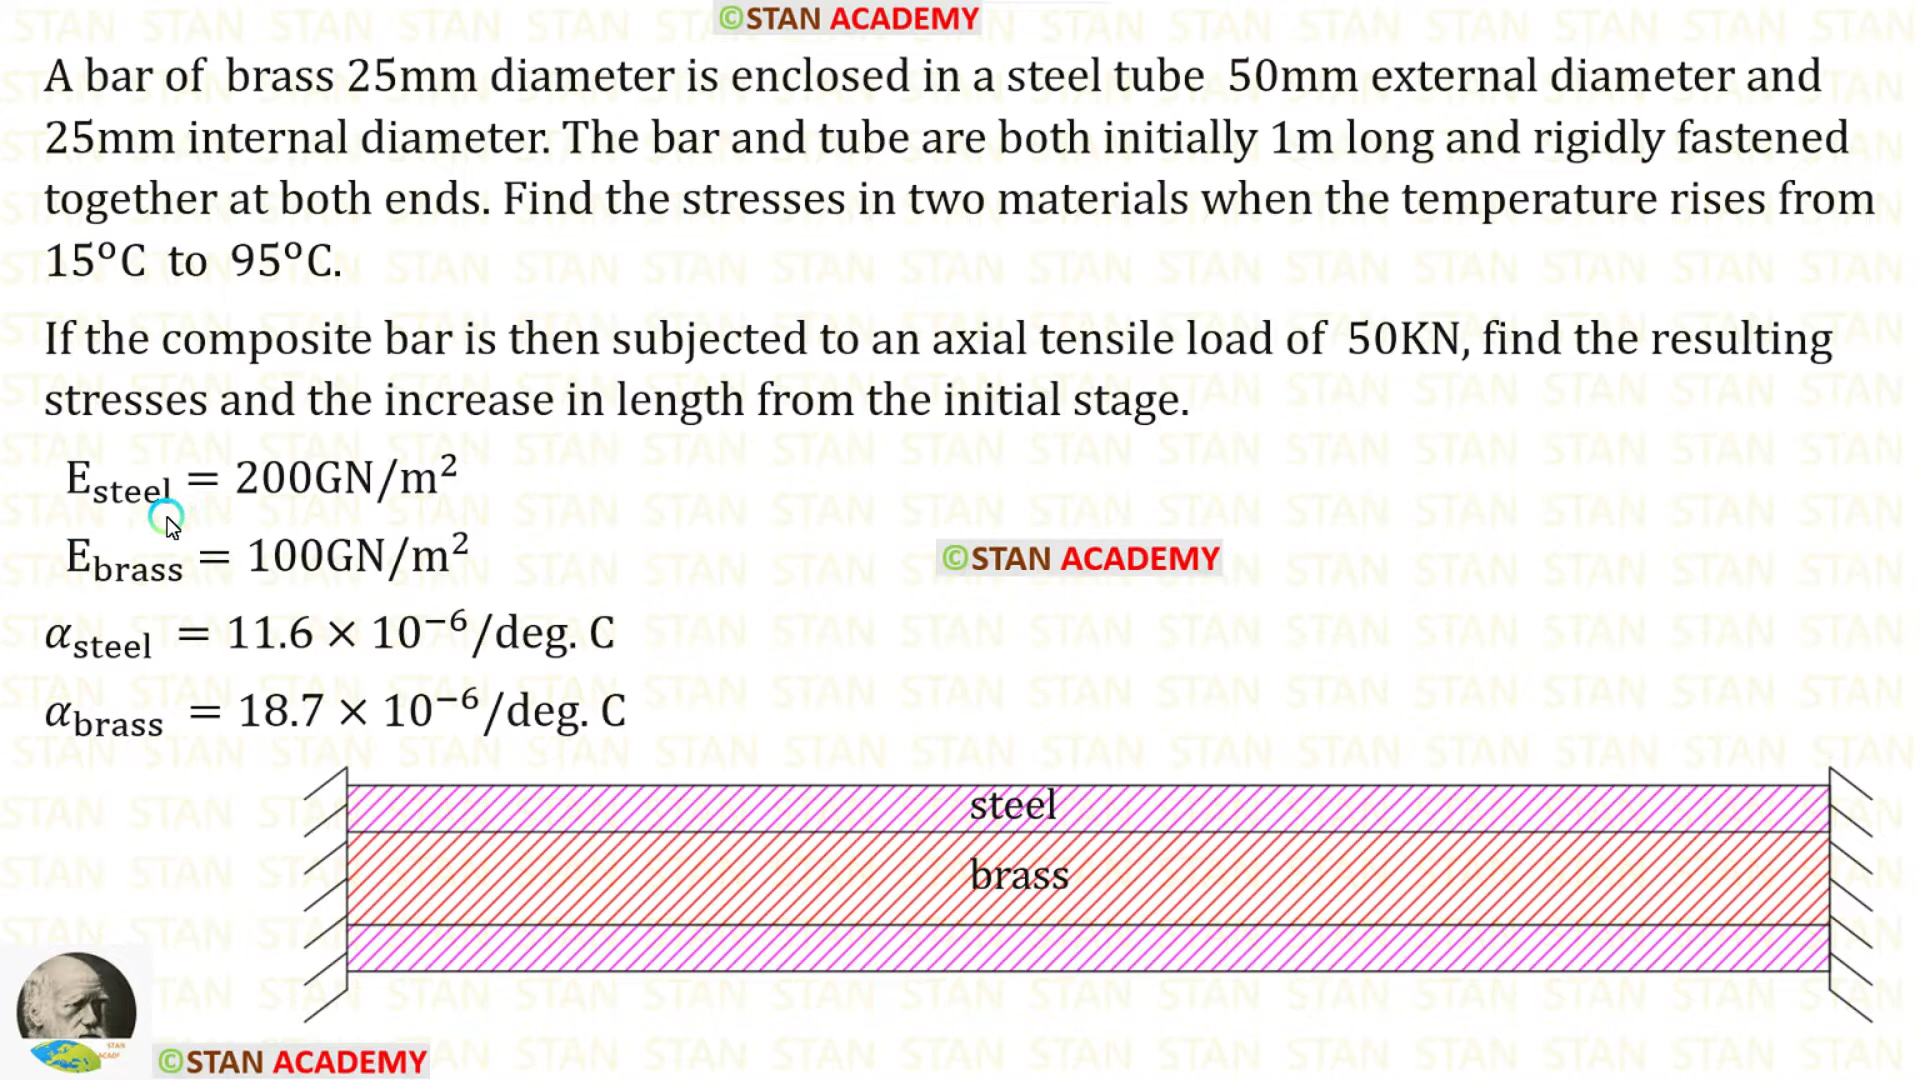 ©STAN ACADEMY
A bar of brass 25mm diameter is enclosed in a steel tube 50mm external diameter and
25mm internal diameter. The bar and tube are both initially 1m long and rigidly fastened
together at both ends. Find the stresses in two materials when the temperature rises from
15°C to 95°C.
If the composite bar is then subjected to an axial tensile load of 50KN, find the resulting
stresses and the increase in length from the initial stage.
E_steel = 200GN/m²
E_brass = 100GN/m²
©STAN ACADEMY
α_steel = 11.6 × 10⁻⁶/deg. C
α_brass = 18.7 × 10⁻⁶/deg. C
steel
brass
STAN
ACADF
©STAN ACADEMY